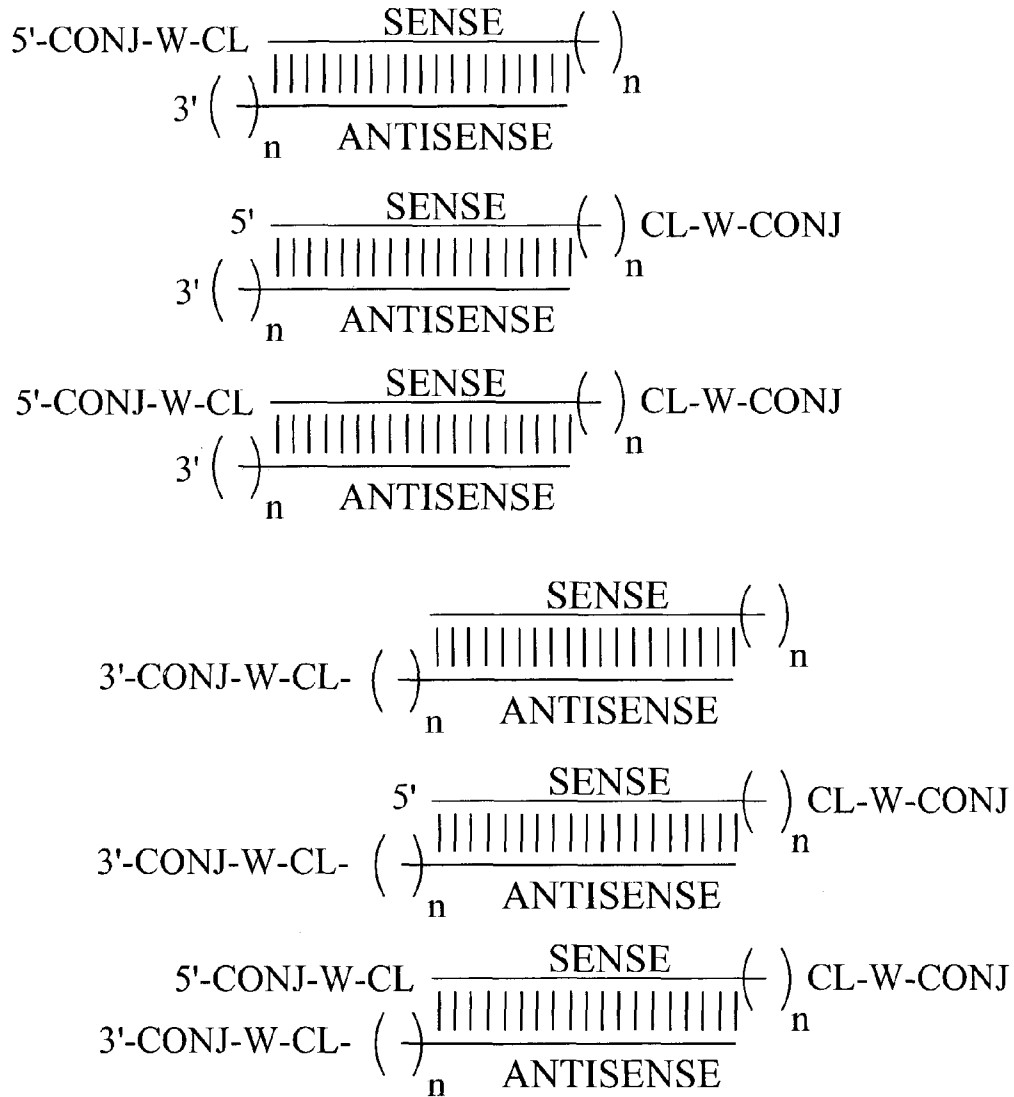 5'-CONJ-W-CL SENSE ( )n
3' ( )n ANTISENSE
5' SENSE ( )n CL-W-CONJ
3' ( )n ANTISENSE
5'-CONJ-W-CL SENSE ( )n CL-W-CONJ
3' ( )n ANTISENSE
SENSE ( )n
3'-CONJ-W-CL- ( )n ANTISENSE
5' SENSE ( )n CL-W-CONJ
3'-CONJ-W-CL- ( )n ANTISENSE
5'-CONJ-W-CL SENSE ( )n CL-W-CONJ
3'-CONJ-W-CL- ( )n ANTISENSE